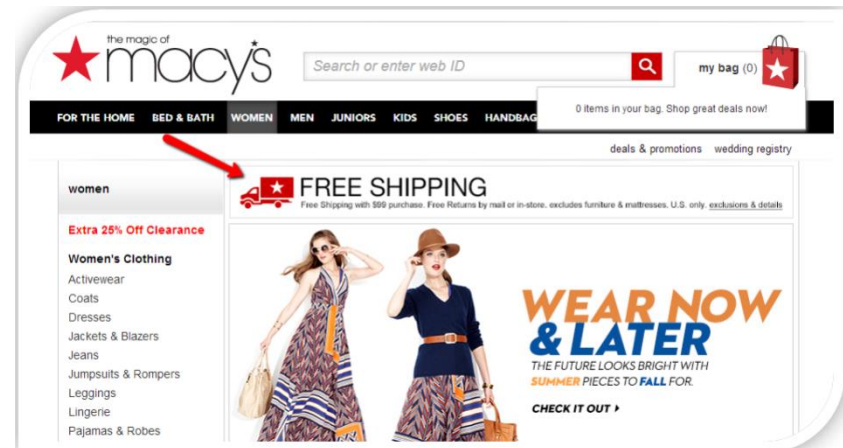 the magic of
macy's
Search or enter web ID
my bag (0)
0 items in your bag. Shop great deals now!
FOR THE HOME BED & BATH WOMEN MEN JUNIORS KIDS SHOES HANDBAG
deals & promotions wedding registry
women
FREE SHIPPING
Free Shipping with $99 purchase. Free Returns by mail or in-store. excludes furniture & mattresses. U.S. only. exclusions & details
Extra 25% Off Clearance
Women's Clothing
Activewear
Coats
Dresses
Jackets & Blazers
Jeans
Jumpsuits & Rompers
Leggings
Lingerie
Pajamas & Robes
WEAR NOW
& LATER
THE FUTURE LOOKS BRIGHT WITH
SUMMER PIECES TO FALL FOR.
CHECK IT OUT